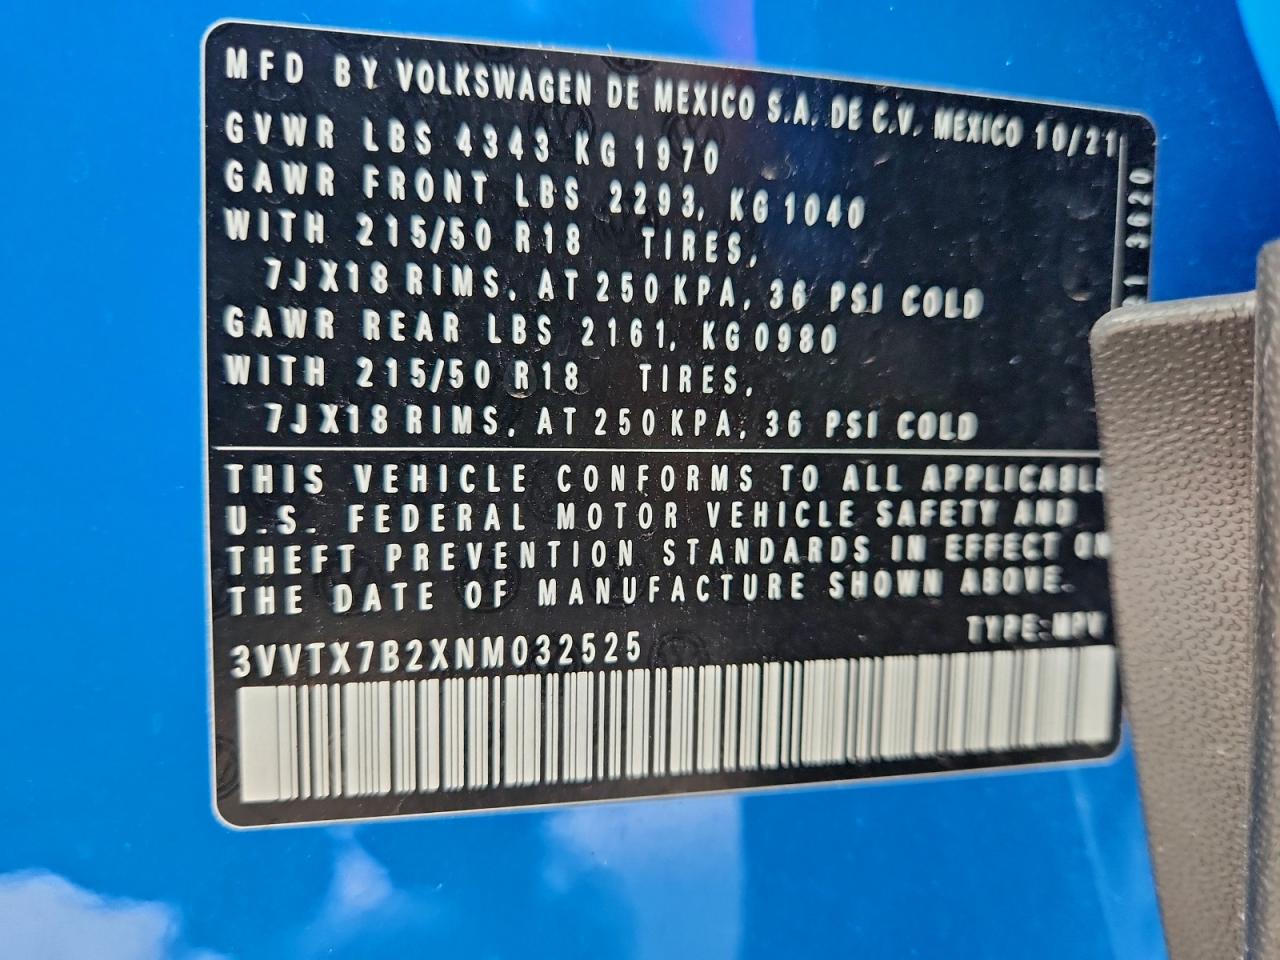 MFD BY VOLKSWAGEN DE MEXICO S.A. DE C.V. MEXICO 10/21
GVWR LBS 4343 KG 1970
GAWR FRONT LBS 2293, KG 1040
WITH 215/50 R18 TIRES,
7JX18 RIMS, AT 250 KPA, 36 PSI COLD
GAWR REAR LBS 2161, KG 0980
WITH 215/50 R18 TIRES,
7JX18 RIMS, AT 250 KPA, 36 PSI COLD
THIS VEHICLE CONFORMS TO ALL APPLICABLE
U.S. FEDERAL MOTOR VEHICLE SAFETY AND
THEFT PREVENTION STANDARDS IN EFFECT ON
THE DATE OF MANUFACTURE SHOWN ABOVE.
3VVTX7B2XNM032525
TYPE: MPV
3620